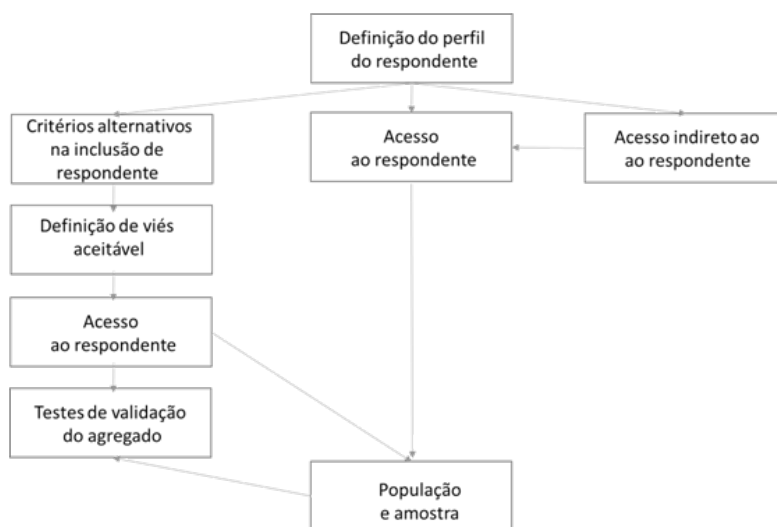 Definição do perfil
do respondente
Critérios alternativos
na inclusão de
respondente
Acesso
ao respondente
Acesso indireto ao
ao respondente
Definição de viés
aceitável
Acesso
ao respondente
Testes de validação
do agregado
População
e amostra